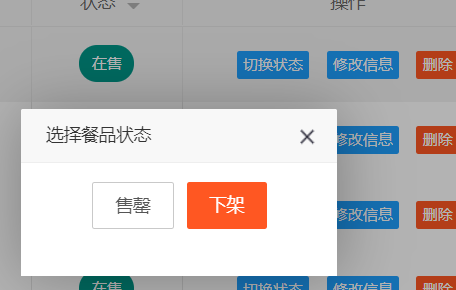 状态 操作
在售 切换状态 修改信息 删除
选择餐品状态
修改信息 删除
售罄 下架
修改信息 删除
在售 切换状态 修改信息 删除